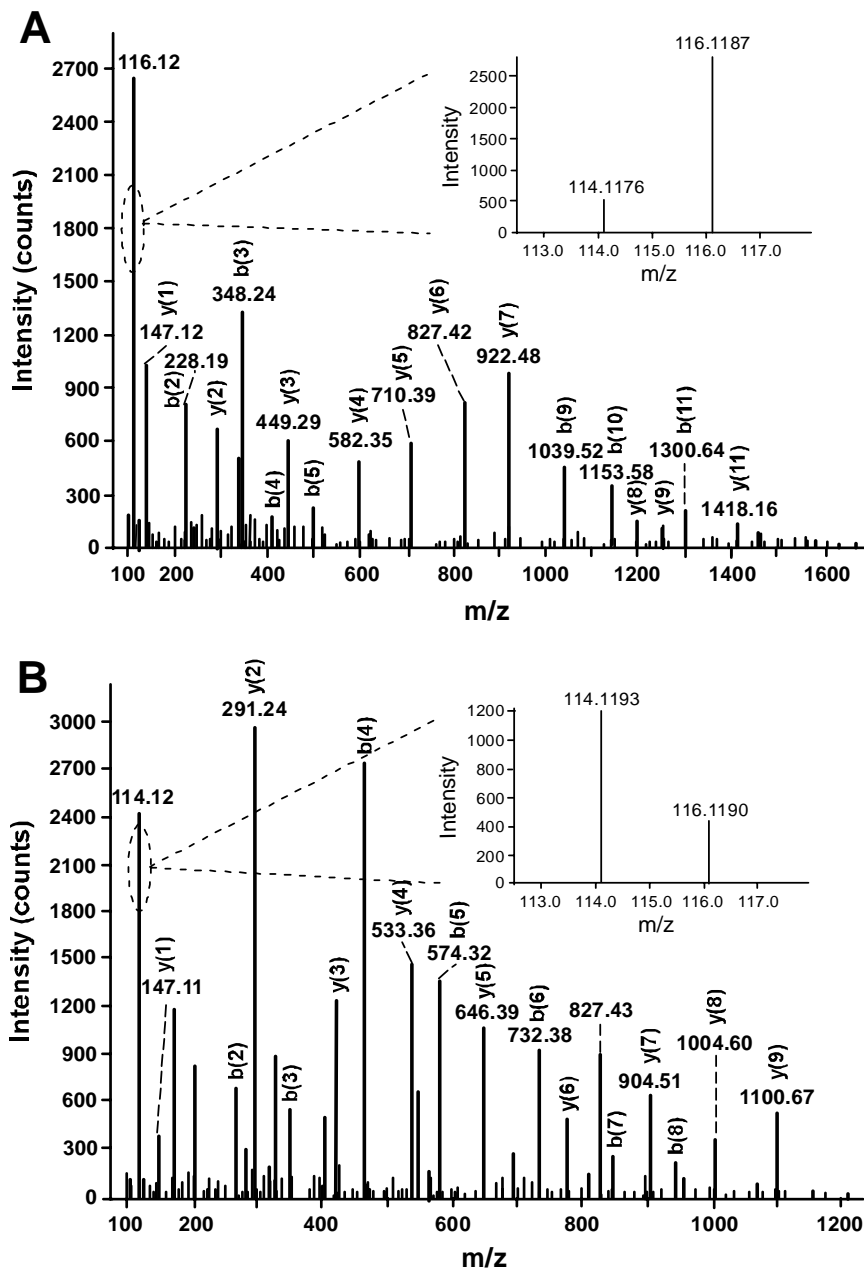 A
Intensity (counts)
2700
2400
2100
1800
1500
1200
900
600
300
0
116.12
y(1)
147.12
b(2)
228.19
y(2)
b(3)
348.24
b(4)
y(3)
449.29
b(5)
y(4)
582.35
y(5)
710.39
y(6)
827.42
y(7)
922.48
b(9)
1039.52
b(10)
1153.58
y(8)
y(9)
b(11)
1300.64
y(11)
1418.16
100 200 400 600 800 1000 1200 1400 1600
m/z
Intensity
2500
2000
1500
1000
500
0
114.1176
116.1187
113.0 114.0 115.0 116.0 117.0
m/z
B
Intensity (counts)
3000
2700
2400
2100
1800
1500
1200
900
600
300
0
114.12
y(1)
147.11
b(2)
y(2)
291.24
b(3)
y(3)
b(4)
y(4)
533.36
b(5)
574.32
y(5)
646.39
b(6)
732.38
y(6)
827.43
b(7)
y(7)
904.51
b(8)
y(8)
1004.60
y(9)
1100.67
100 200 400 600 800 1000 1200
m/z
Intensity
1200
1000
800
600
400
200
0
114.1193
116.1190
113.0 114.0 115.0 116.0 117.0
m/z